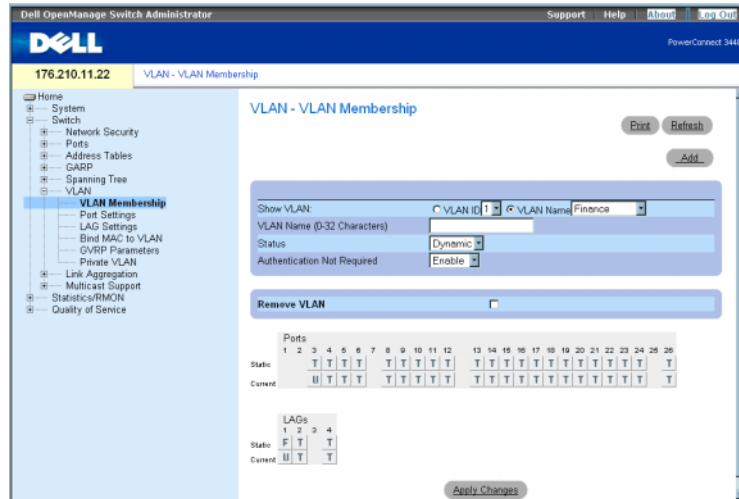 Dell OpenManage Switch Administrator
Support Help About Log Out
DELL
PowerConnect 3448
176.210.11.22
VLAN - VLAN Membership
Home
System
Switch
Network Security
Ports
Address Tables
GARP
Spanning Tree
VLAN
VLAN Membership
Port Settings
LAG Settings
Bind MAC to VLAN
GVRP Parameters
Private VLAN
Link Aggregation
Multicast Support
Statistics/RMON
Quality of Service
VLAN - VLAN Membership
Print Refresh
Add
Show VLAN: VLAN ID 1 VLAN Name Finance
VLAN Name (0-32 Characters)
Status Dynamic
Authentication Not Required Enable
Remove VLAN
Ports
1 2 3 4 5 6 7 8 9 10 11 12 13 14 15 16 17 18 19 20 21 22 23 24 25 26
Static T T T T T T T T T T T T T T T T T T T T T T
Current U T T T T T T T T T T T T T T T T T T T T T
LAGs
1 2 3 4
Static F T T
Current U T T
Apply Changes